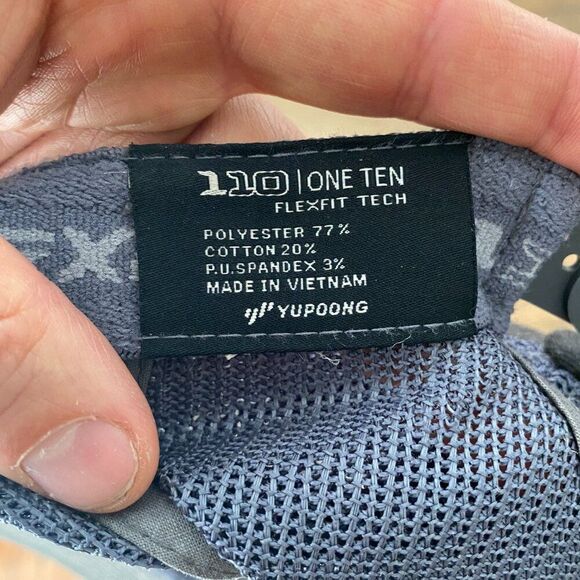 110 | ONE TEN
FLEXFIT TECH
POLYESTER 77%
COTTON 20%
P.U.SPANDEX 3%
MADE IN VIETNAM
YUPOONG